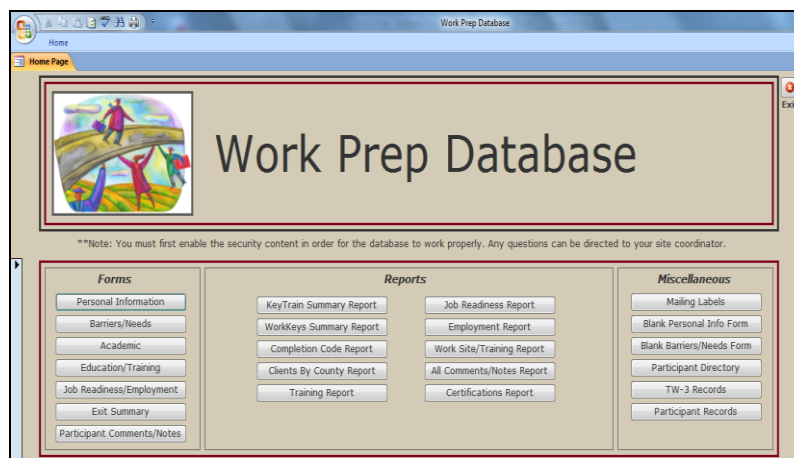 Work Prep Database
Home
Home Page
Work Prep Database
**Note: You must first enable the security content in order for the database to work properly. Any questions can be directed to your site coordinator.
Forms
Personal Information
Barriers/Needs
Academic
Education/Training
Job Readiness/Employment
Exit Summary
Participant Comments/Notes
Reports
KeyTrain Summary Report
WorkKeys Summary Report
Completion Code Report
Clients By County Report
Training Report
Job Readiness Report
Employment Report
Work Site/Training Report
All Comments/Notes Report
Certifications Report
Miscellaneous
Mailing Labels
Blank Personal Info Form
Blank Barriers/Needs Form
Participant Directory
TW-3 Records
Participant Records